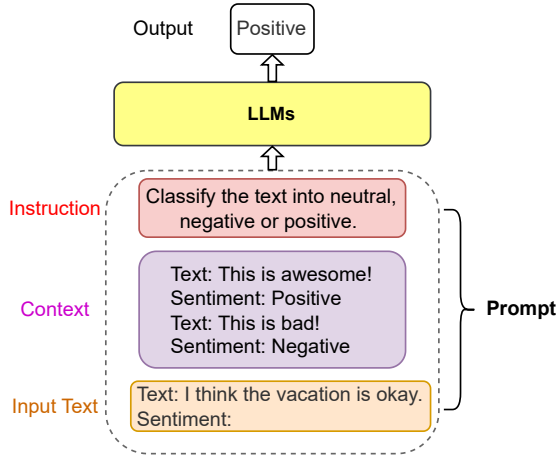 Output
Positive
LLMs
Instruction
Classify the text into neutral,
negative or positive.
Context
Text: This is awesome!
Sentiment: Positive
Text: This is bad!
Sentiment: Negative
Prompt
Input Text
Text: I think the vacation is okay.
Sentiment: